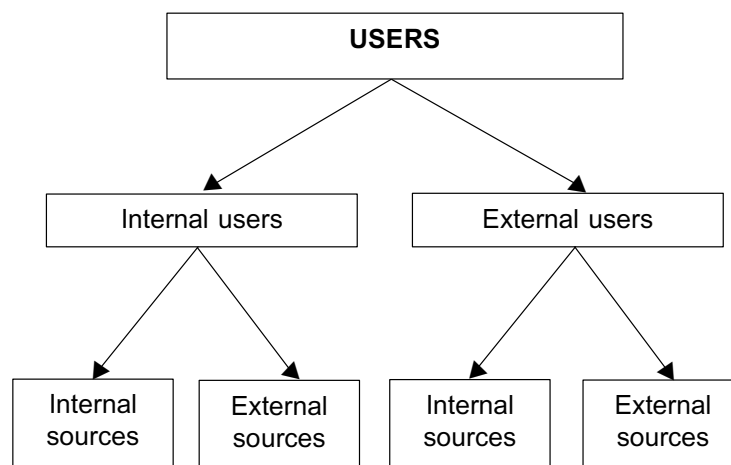 USERS
Internal users
External users
Internal
sources
External
sources
Internal
sources
External
sources